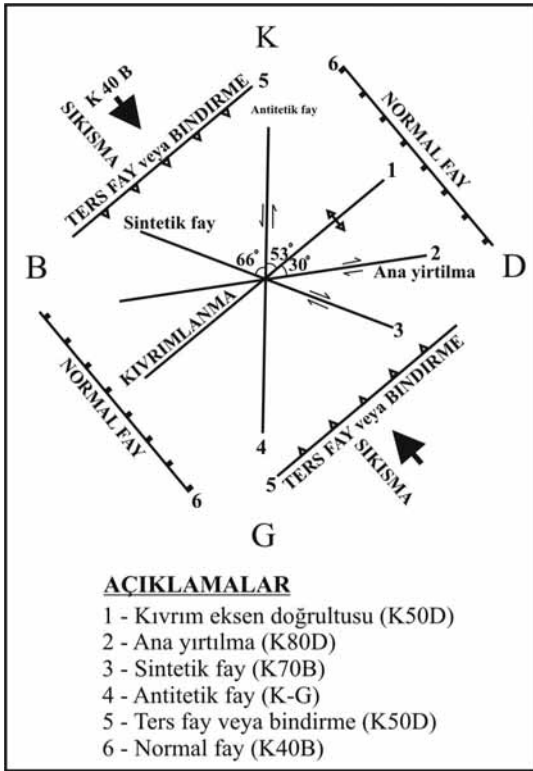 K
K 40 B
SIKISMA
5
TERS FAY veya BINDIRME
Antitetik fay
6
NORMAL FAY
1
Sintetik fay
66°
53°
30°
2
Ana yirtilma
B
D
3
KIVRIMLANMA
NORMAL FAY
6
4
5
TERS FAY veya BINDIRME
SIKISMA
G
AÇIKLAMALAR
1 - Kıvrım eksen doğrultusu (K50D)
2 - Ana yırtılma (K80D)
3 - Sintetik fay (K70B)
4 - Antitetik fay (K-G)
5 - Ters fay veya bindirme (K50D)
6 - Normal fay (K40B)